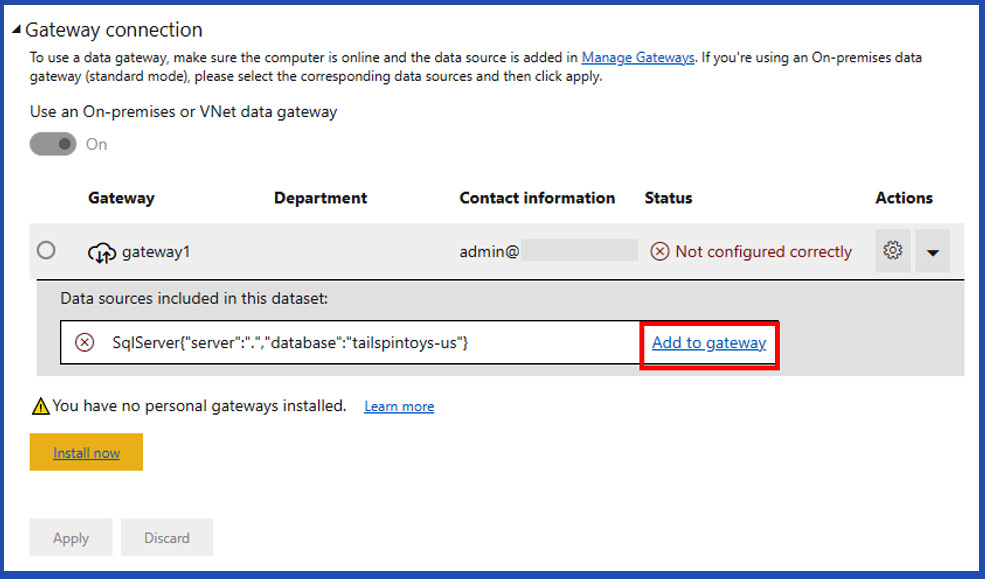 Gateway connection
To use a data gateway, make sure the computer is online and the data source is added in Manage Gateways. If you're using an On-premises data
gateway (standard mode), please select the corresponding data sources and then click apply.
Use an On-premises or VNet data gateway
On
Gateway Department Contact information Status Actions
gateway1 admin@ Not configured correctly
Data sources included in this dataset:
SqlServer{"server":".","database":"tailspintoys-us"} Add to gateway
You have no personal gateways installed. Learn more
Install now
Apply Discard